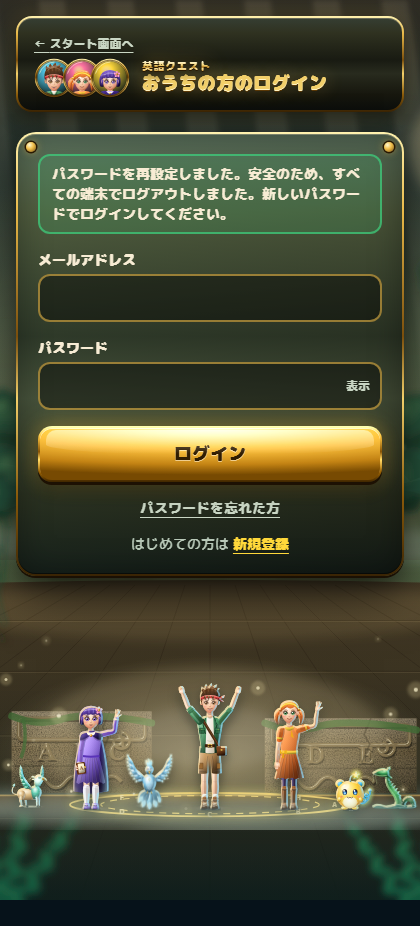 ← スタート画面へ
英語クエスト
おうちの方のログイン
パスワードを再設定しました。安全のため、すべ
ての端末でログアウトしました。新しいパスワー
ドでログインしてください。
メールアドレス
パスワード
表示
ログイン
パスワードを忘れた方
はじめての方は 新規登録
A C D E